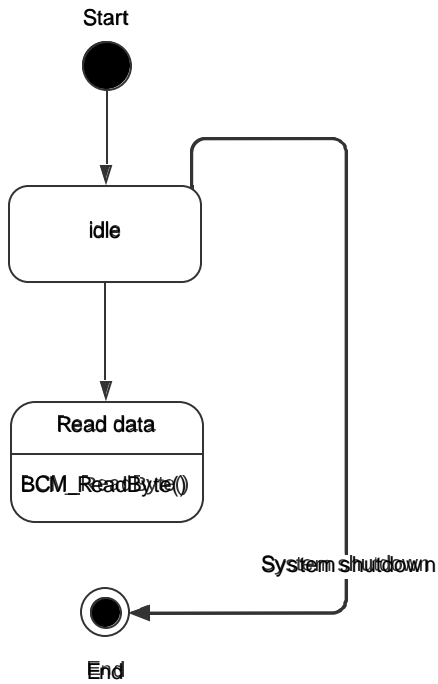 Start
idle
Read data
BCM_ReadByte()
System shutdown
End